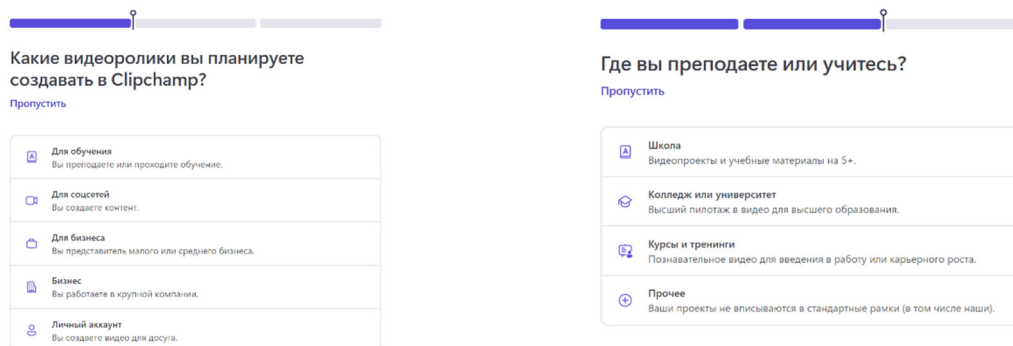 Какие видеоролики вы планируете
создавать в Clipchamp?
Пропустить
Для обучения
Вы преподаете или проходите обучение.
Для соцсетей
Вы создаете контент.
Для бизнеса
Вы представитель малого или среднего бизнеса.
Бизнес
Вы работаете в крупной компании.
Личный аккаунт
Вы создаете видео для досуга.
Где вы преподаете или учитесь?
Пропустить
Школа
Видеопроекты и учебные материалы на 5+.
Колледж или университет
Высший пилотаж в видео для высшего образования.
Курсы и тренинги
Познавательное видео для введения в работу или карьерного роста.
Прочее
Ваши проекты не вписываются в стандартные рамки (в том числе наши).